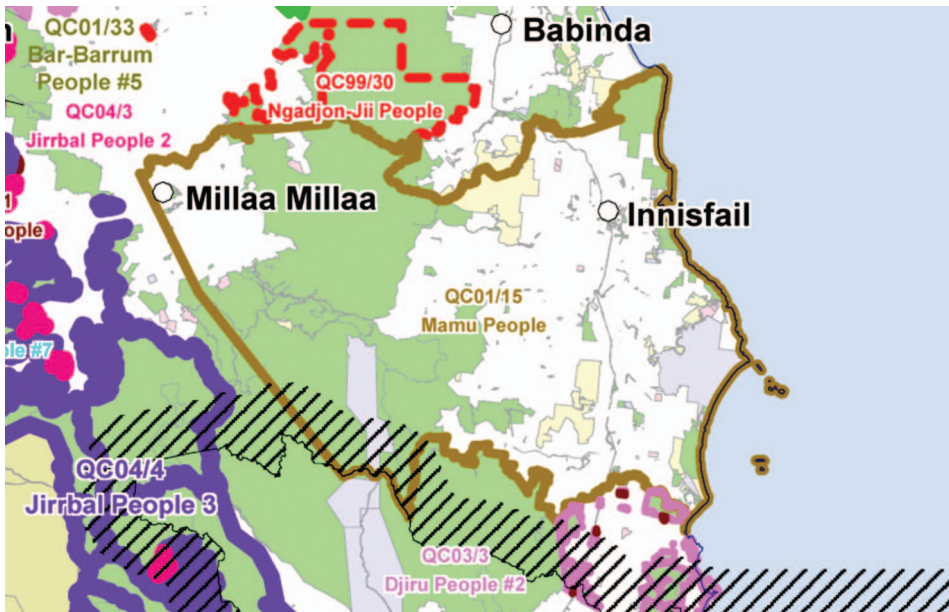 QC01/33
Bar-Barrum
People #5
Babinda
QC99/30
Ngadjon-Jii People
QC04/3
Jirrbal People 2
Millaa Millaa
Innisfail
QC01/15
Mamu People
#7
QC04/4
Jirrbal People 3
QC03/3
Djiru People #2